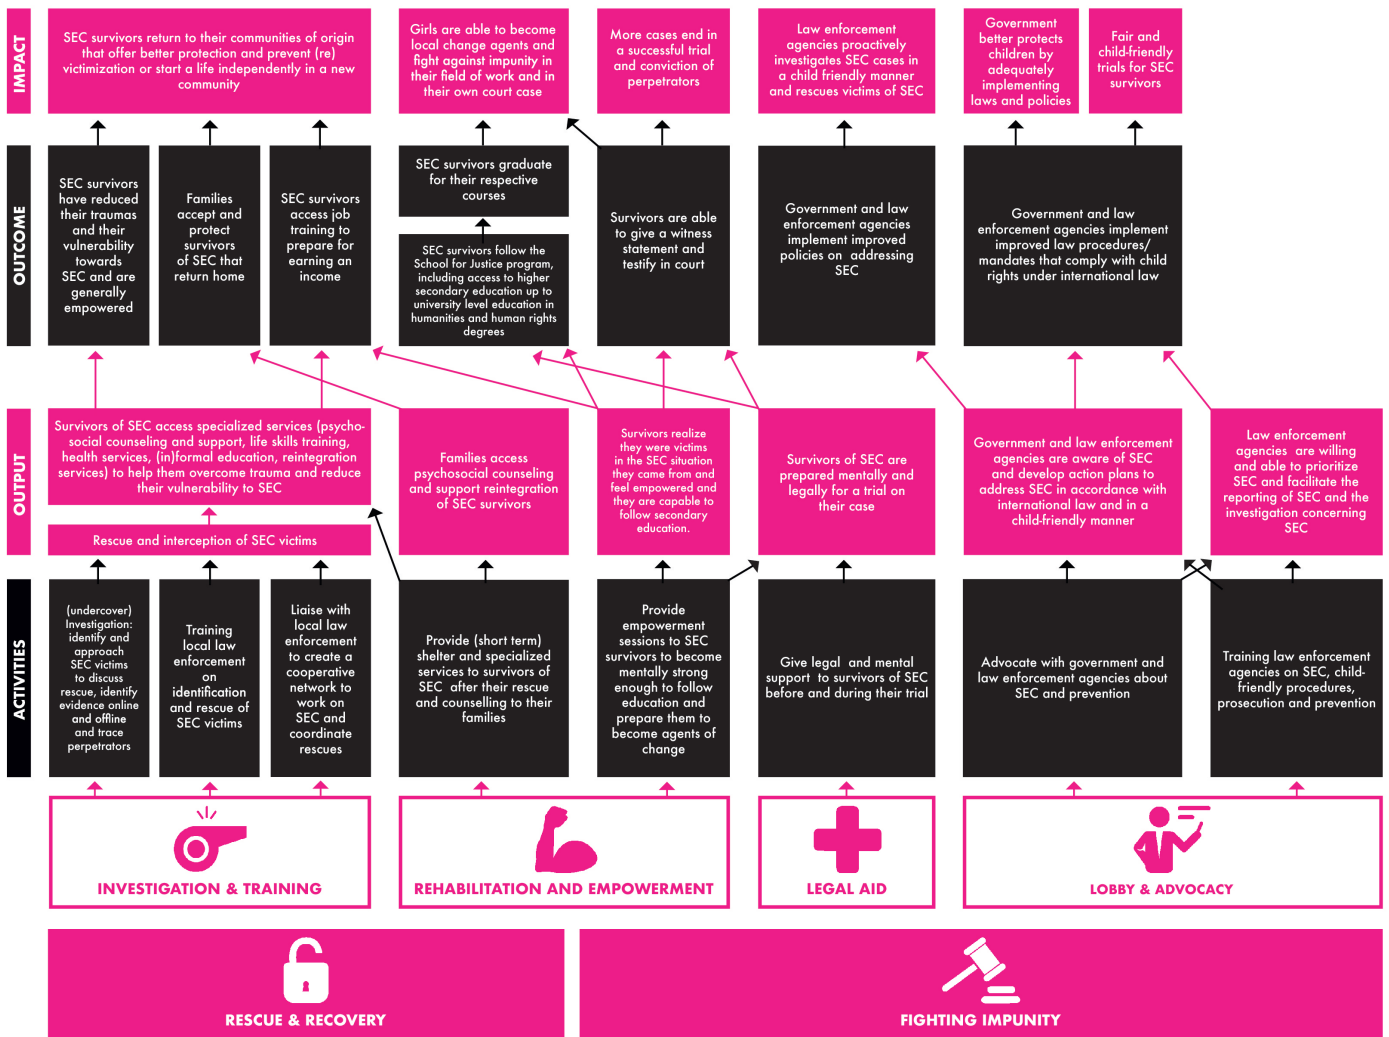 IMPACT
SEC survivors return to their communities of origin
that offer better protection and prevent (re)
victimization or start a life independently in a new
community
Girls are able to become
local change agents and
fight against impunity in
their field of work and in
their own court case
More cases end in
a successful trial
and conviction of
perpetrators
Law enforcement
agencies proactively
investigates SEC cases in
a child friendly manner
and rescues victims of SEC
Government
better protects
children by
adequately
implementing
laws and policies
Fair and
child-friendly
trials for SEC
survivors
OUTCOME
SEC survivors
have reduced
their traumas
and their
vulnerability
towards
SEC and are
generally
empowered
Families
accept and
protect
survivors
of SEC that
return home
SEC survivors
access job
training to
prepare for
earning an
income
SEC survivors graduate
for their respective
courses
SEC survivors follow the
School for Justice program,
including access to higher
secondary education up to
university level education in
humanities and human rights
degrees
Survivors are able
to give a witness
statement and
testify in court
Government and law
enforcement agencies
implement improved
policies on addressing
SEC
Government and law
enforcement agencies implement
improved law procedures/
mandates that comply with child
rights under international law
OUTPUT
Survivors of SEC access specialized services (psycho-
social counseling and support, life skills training,
health services, (in)formal education, reintegration
services) to help them overcome trauma and reduce
their vulnerability to SEC
Rescue and interception of SEC victims
Families access
psychosocial counseling
and support reintegration
of SEC survivors
Survivors realize
they were victims
in the SEC situation
they came from and
feel empowered and
they are capable to
follow secondary
education.
Survivors of SEC are
prepared mentally and
legally for a trial on
their case
Government and law enforcement
agencies are aware of SEC
and develop action plans to
address SEC in accordance with
international law and in a
child-friendly manner
Law enforcement
agencies are willing
and able to prioritize
SEC and facilitate the
reporting of SEC and the
investigation concerning
SEC
ACTIVITIES
(undercover)
Investigation:
identify and
approach
SEC victims
to discuss
rescue, identify
evidence online
and offline
and trace
perpetrators
Training
local law
enforcement
on
identification
and rescue of
SEC victims
Liaise with
local law
enforcement
to create a
cooperative
network to
work on
SEC and
coordinate
rescues
Provide (short term)
shelter and specialized
services to survivors of
SEC after their rescue
and counselling to their
families
Provide
empowerment
sessions to SEC
survivors to become
mentally strong
enough to follow
education and
prepare them to
become agents of
change
Give legal and mental
support to survivors of SEC
before and during their trial
Advocate with government and
law enforcement agencies about
SEC and prevention
Training law enforcement
agencies on SEC, child-
friendly procedures,
prosecution and prevention
INVESTIGATION & TRAINING
REHABILITATION AND EMPOWERMENT
LEGAL AID
LOBBY & ADVOCACY
RESCUE & RECOVERY
FIGHTING IMPUNITY